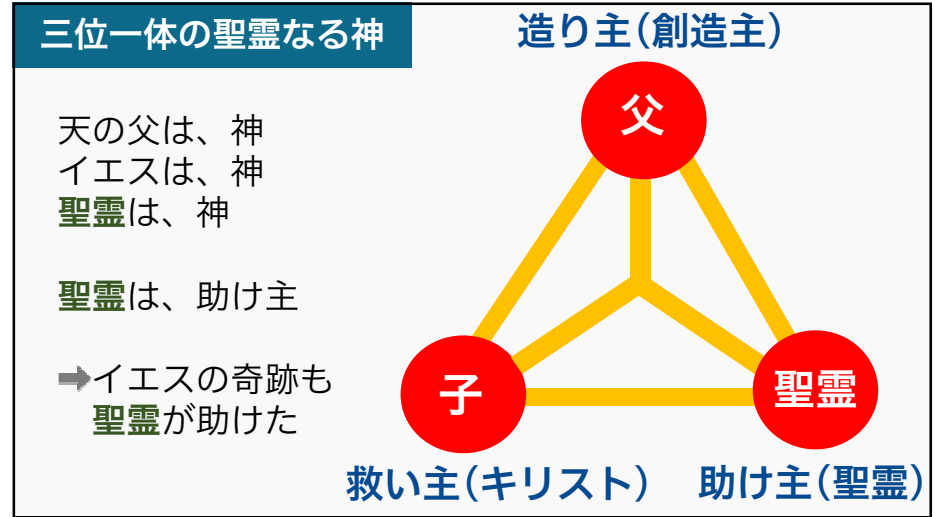 三位一体の聖霊なる神
天の父は、神
イエスは、神
聖霊は、神
聖霊は、助け主
➡イエスの奇跡も
聖霊が助けた
造り主(創造主)
父
子
聖霊
救い主(キリスト)
助け主(聖霊)